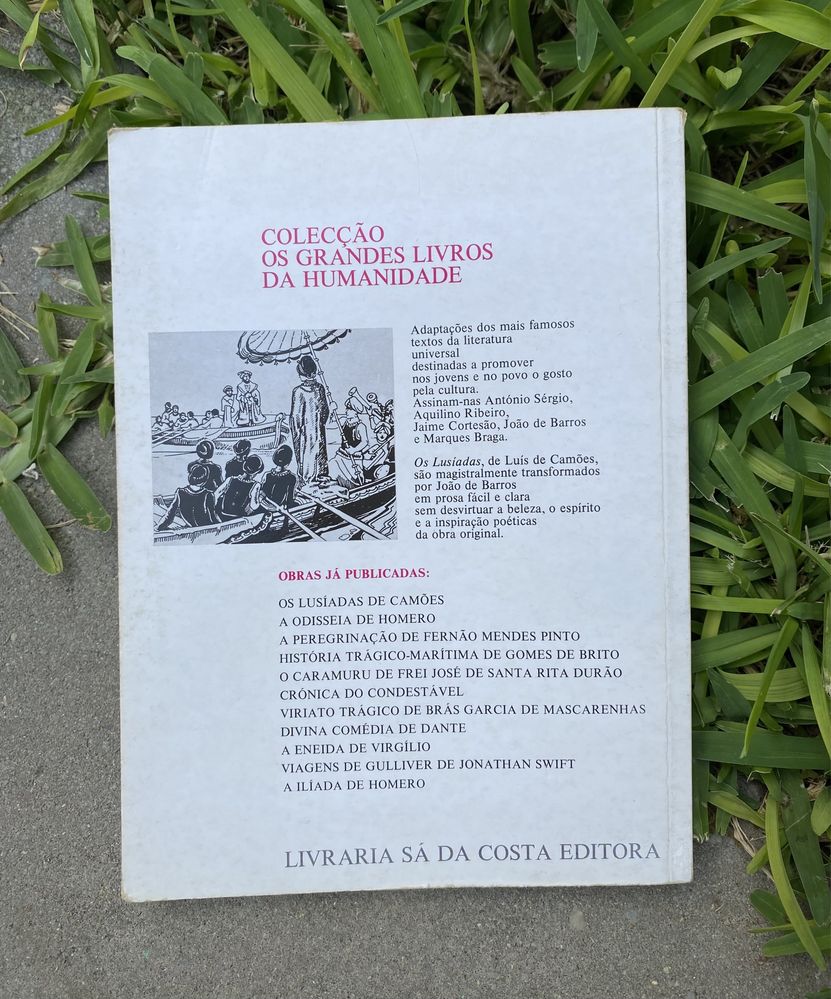 COLECÇÃO
OS GRANDES LIVROS
DA HUMANIDADE
Adaptações dos mais famosos
textos da literatura
universal
destinadas a promover
nos jovens e no povo o gosto
pela cultura.
Assinam-nas António Sérgio,
Aquilino Ribeiro,
Jaime Cortesão, João de Barros
e Marques Braga.
Os Lusíadas, de Luís de Camões,
são magistralmente transformados
por João de Barros
em prosa fácil e clara
sem desvirtuar a beleza, o espírito
e a inspiração poéticas
da obra original.
OBRAS JÁ PUBLICADAS:
OS LUSÍADAS DE CAMÕES
A ODISSEIA DE HOMERO
A PEREGRINAÇÃO DE FERNÃO MENDES PINTO
HISTÓRIA TRÁGICO-MARÍTIMA DE GOMES DE BRITO
O CARAMURU DE FREI JOSÉ DE SANTA RITA DURÃO
CRÓNICA DO CONDESTÁVEL
VIRIATO TRÁGICO DE BRÁS GARCIA DE MASCARENHAS
DIVINA COMÉDIA DE DANTE
A ENEIDA DE VIRGÍLIO
VIAGENS DE GULLIVER DE JONATHAN SWIFT
A ILÍADA DE HOMERO
LIVRARIA SÁ DA COSTA EDITORA